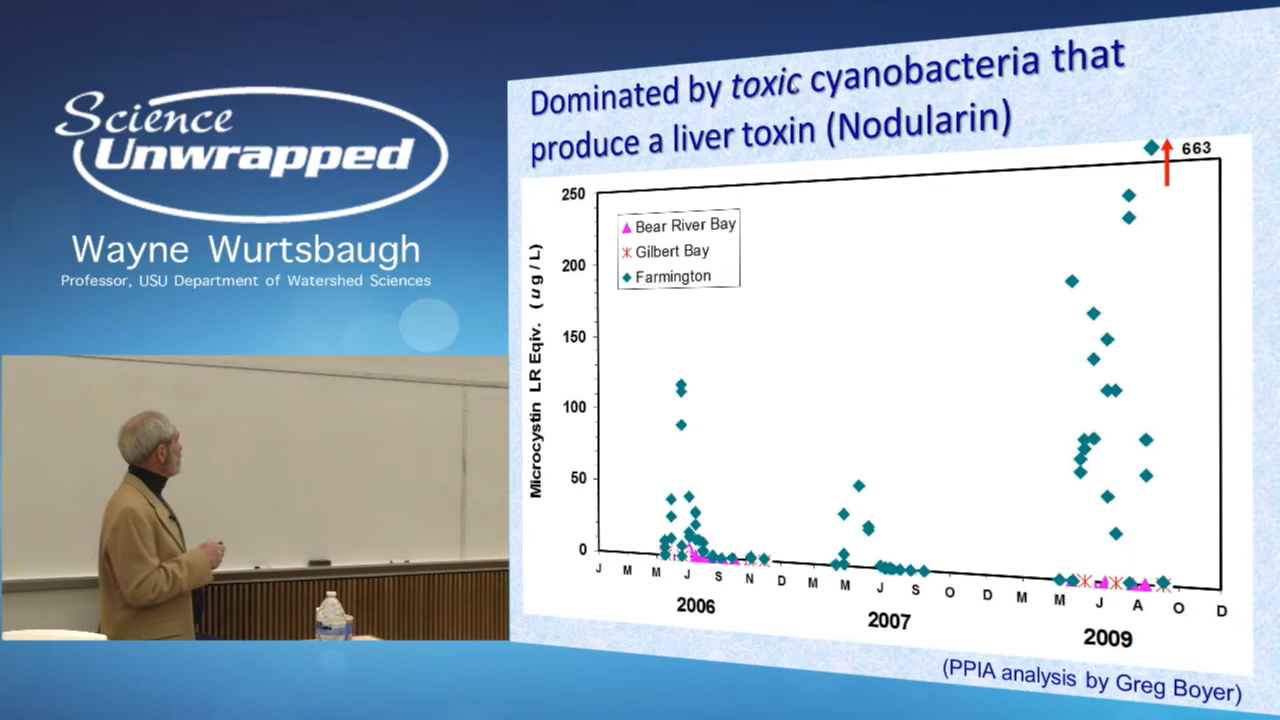 Science
Unwrapped
Wayne Wurtsbaugh
Professor, USU Department of Watershed Sciences
Dominated by toxic cyanobacteria that
produce a liver toxin (Nodularin)
663
Microcystin LR Eqiv. (ug/L)
250
200
150
100
50
0
Bear River Bay
Gilbert Bay
Farmington
J M M J S N D M M J S O D M M J A O D
2006 2007 2009
(PPIA analysis by Greg Boyer)